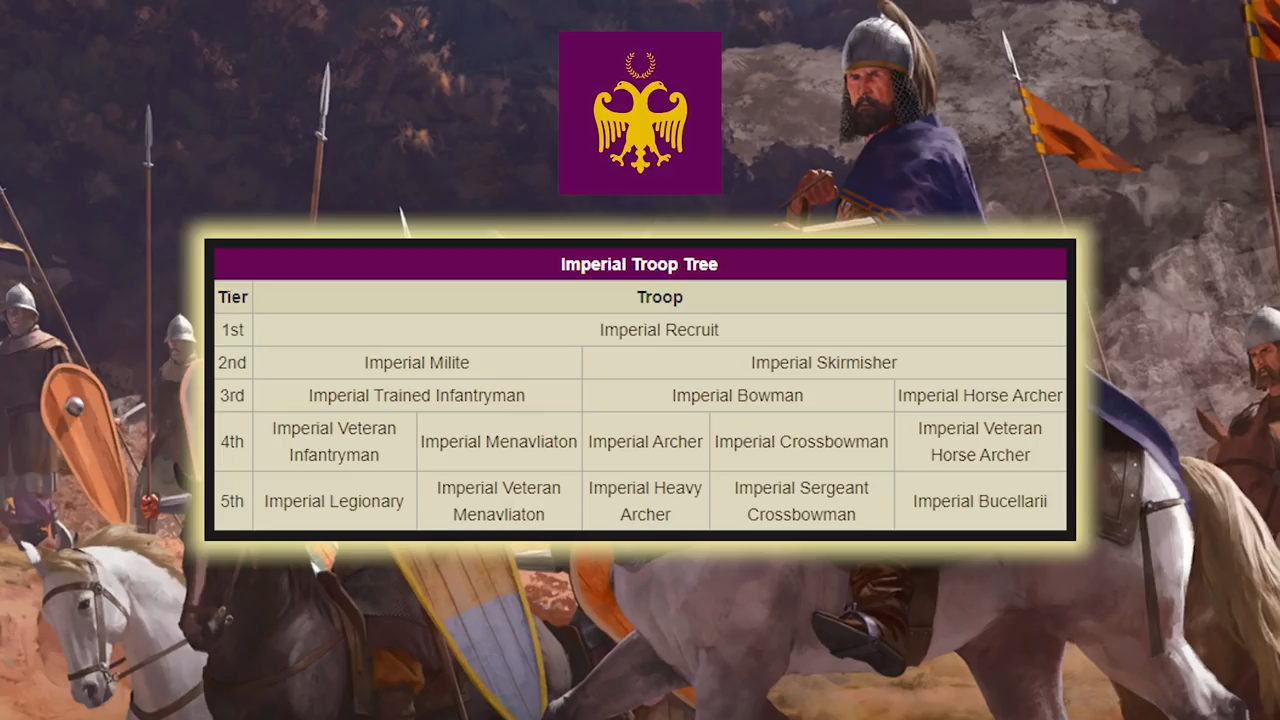 Imperial Troop Tree
Tier Troop
1st Imperial Recruit
2nd Imperial Milite Imperial Skirmisher
3rd Imperial Trained Infantryman Imperial Bowman Imperial Horse Archer
4th Imperial Veteran Infantryman Imperial Menavliaton Imperial Archer Imperial Crossbowman Imperial Veteran Horse Archer
5th Imperial Legionary Imperial Veteran Menavliaton Imperial Heavy Archer Imperial Sergeant Crossbowman Imperial Bucellarii